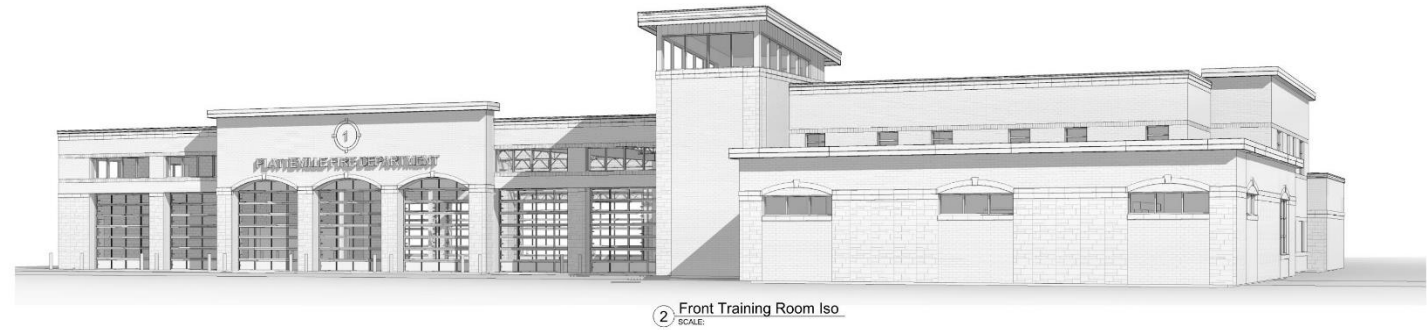 1
PLATTEVILLE FIRE DEPARTMENT
2 Front Training Room Iso
SCALE: